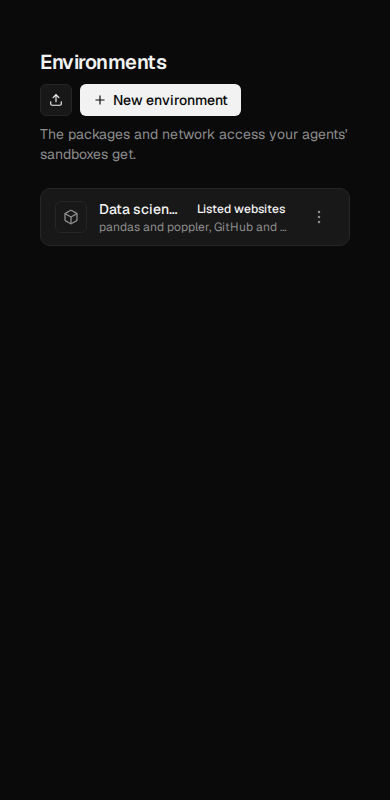 Environments
New environment
The packages and network access your agents'
sandboxes get.
Data scien...
Listed websites
pandas and poppler, GitHub and ...